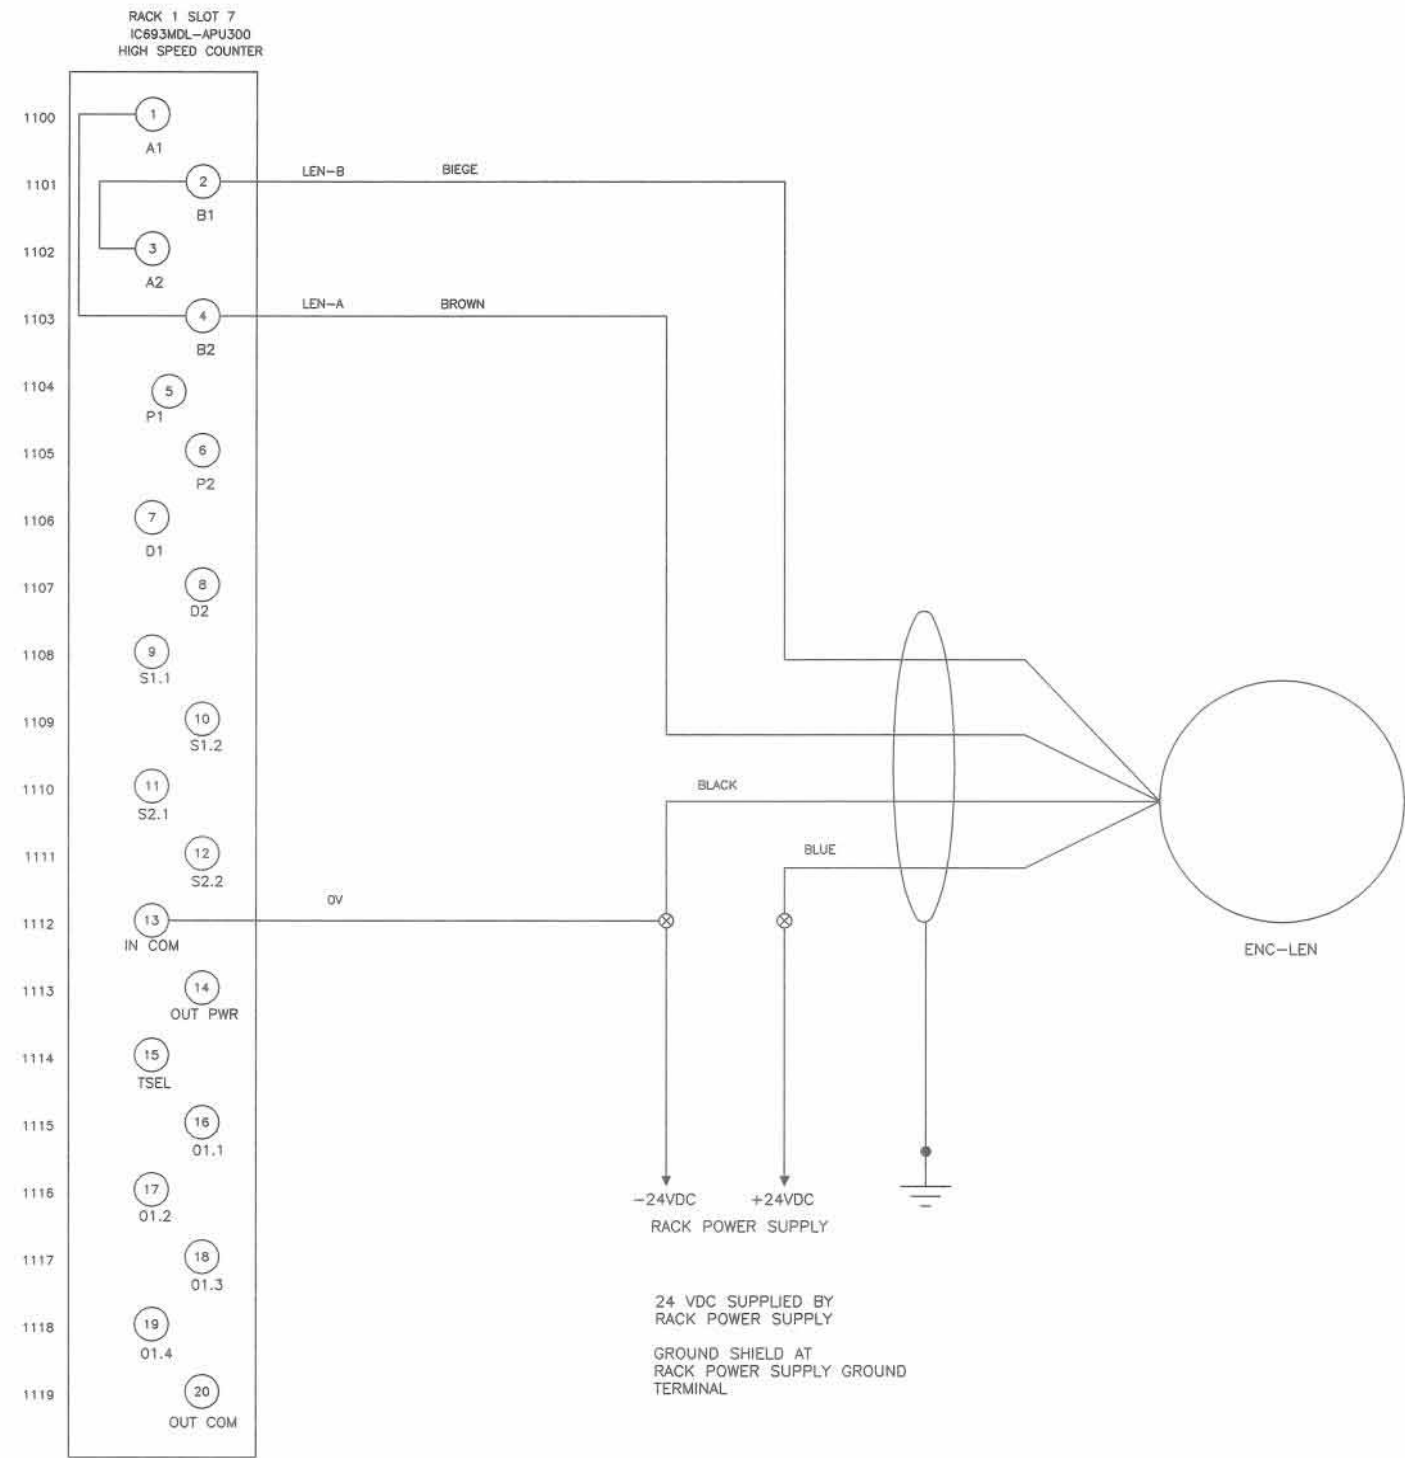 RACK 1 SLOT 7
IC693MDL-APU300
HIGH SPEED COUNTER
1100
1
A1
1101
2
LEN-B
BIEGE
B1
1102
3
A2
1103
4
LEN-A
BROWN
B2
1104
5
P1
1105
6
P2
1106
7
D1
1107
8
D2
1108
9
S1.1
1109
10
S1.2
1110
11
BLACK
S2.1
1111
12
BLUE
S2.2
1112
13
0V
IN COM
ENC-LEN
1113
14
OUT PWR
1114
15
TSEL
1115
16
01.1
1116
17
01.2
-24VDC
+24VDC
RACK POWER SUPPLY
1117
18
01.3
1118
19
01.4
24 VDC SUPPLIED BY
RACK POWER SUPPLY
GROUND SHIELD AT
RACK POWER SUPPLY GROUND
TERMINAL
1119
20
OUT COM